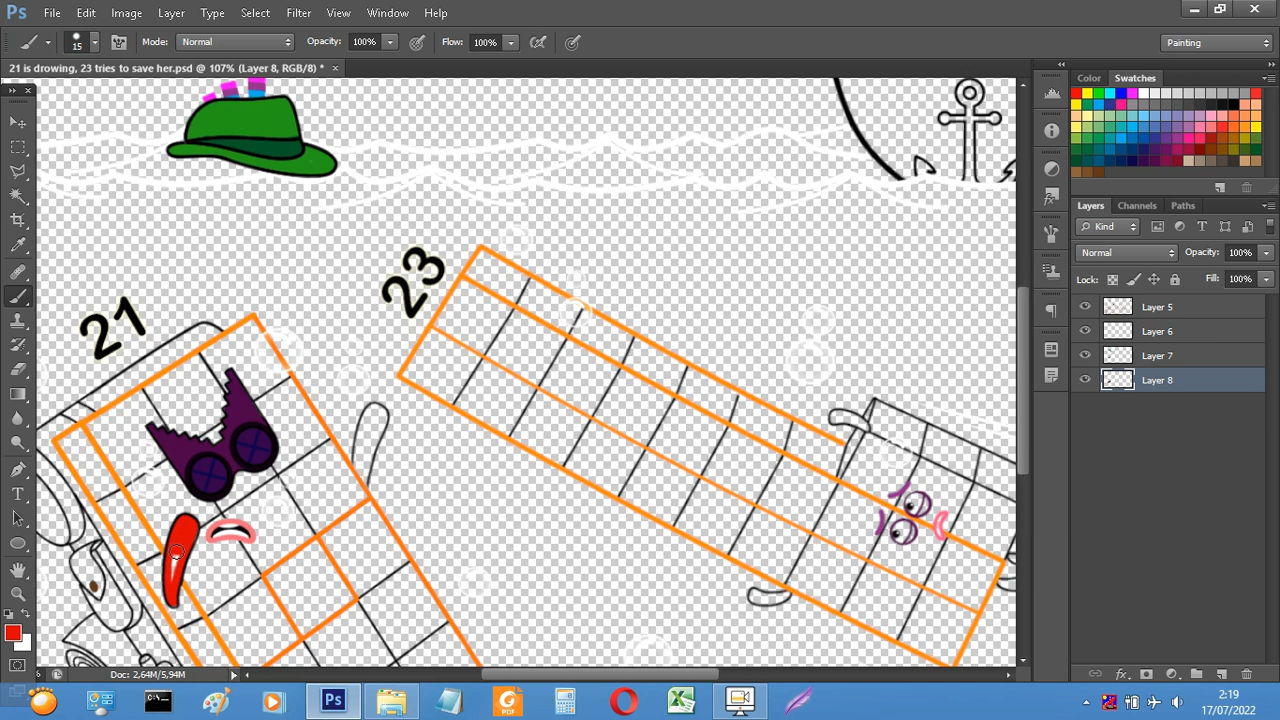 Ps File Edit Image Layer Type Select Filter View Window Help
15 Mode: Normal Opacity: 100% Flow: 100% Painting
21 is drowing, 23 tries to save her.psd @ 107% (Layer 8, RGB/8) * ×
Color Swatches
Layers Channels Paths
Kind
Normal Opacity: 100%
Lock: Fill: 100%
Layer 5
Layer 6
Layer 7
Layer 8
23
21
Doc: 2,64M/5,94M
Ps PDF 2:19
17/07/2022